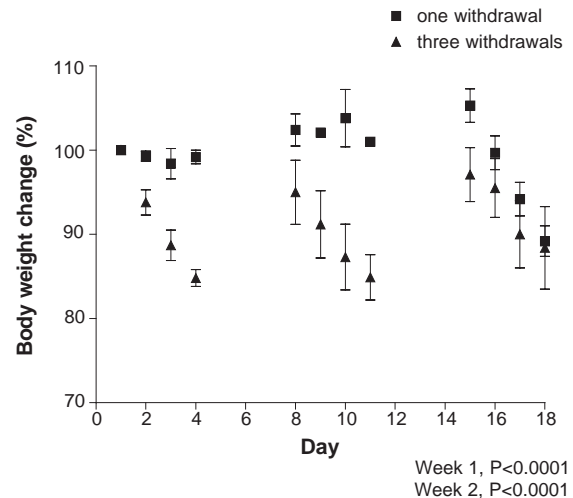 one withdrawal
three withdrawals
110
100
90
80
70
Body weight change (%)
0 2 4 6 8 10 12 14 16 18
Day
Week 1, P<0.0001
Week 2, P<0.0001